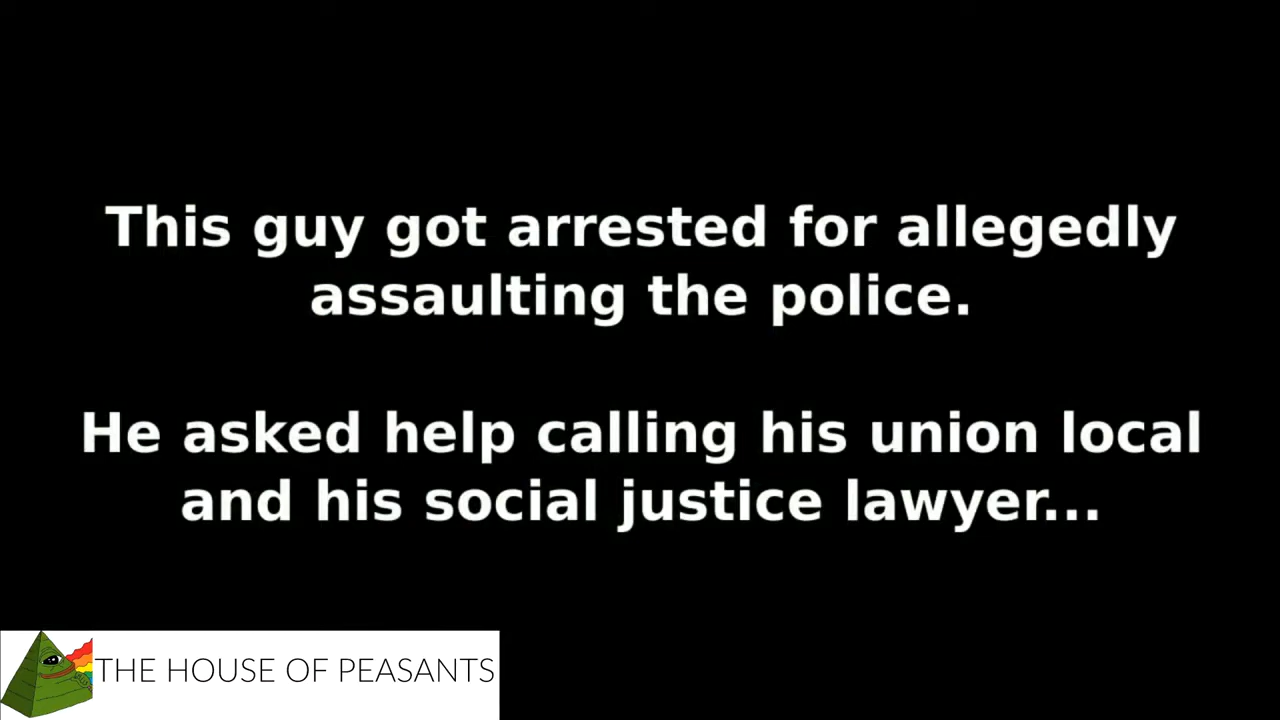 This guy got arrested for allegedly
assaulting the police.
He asked help calling his union local
and his social justice lawyer...
THE HOUSE OF PEASANTS